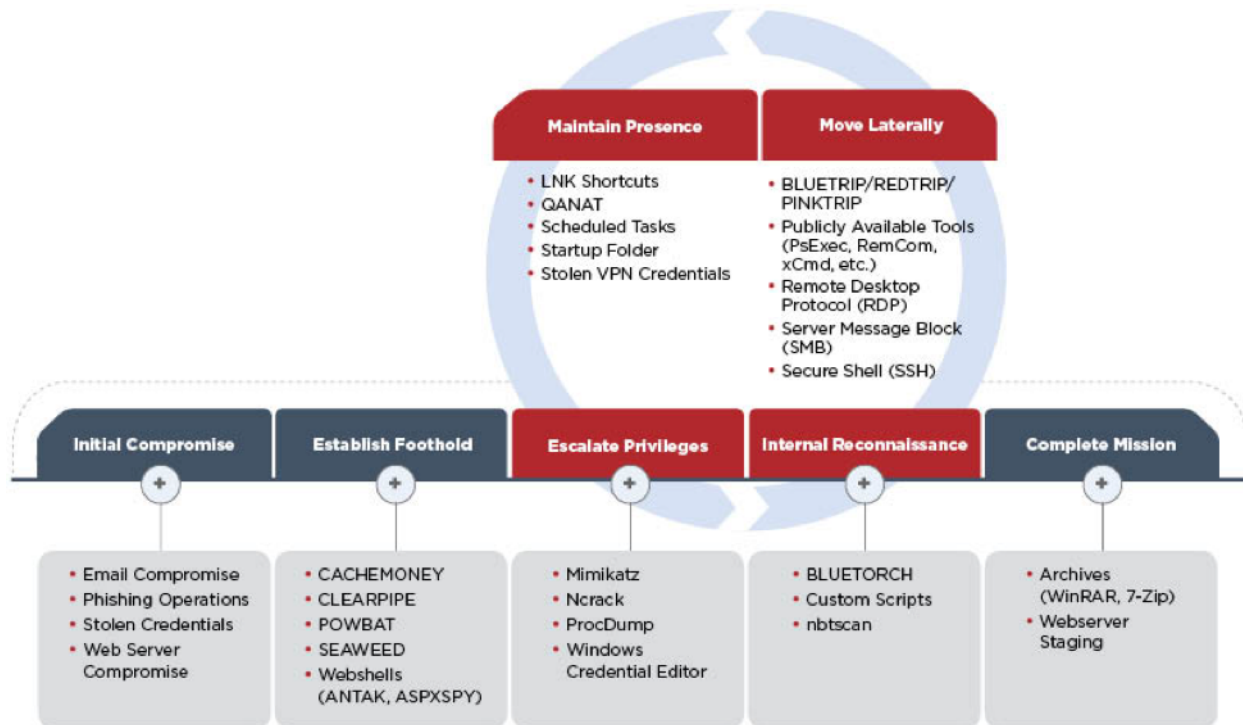 Maintain Presence
• LNK Shortcuts
• QANAT
• Scheduled Tasks
• Startup Folder
• Stolen VPN Credentials
Move Laterally
• BLUETRIP/REDTRIP/
PINKTRIP
• Publicly Available Tools
(PsExec, RemCom,
xCmd, etc.)
• Remote Desktop
Protocol (RDP)
• Server Message Block
(SMB)
• Secure Shell (SSH)
Initial Compromise
+
• Email Compromise
• Phishing Operations
• Stolen Credentials
• Web Server
Compromise
Establish Foothold
+
• CACHEMONEY
• CLEARPIPE
• POWBAT
• SEAWEED
• Webshells
(ANTAK, ASPXSPY)
Escalate Privileges
+
• Mimikatz
• Ncrack
• ProcDump
• Windows
Credential Editor
Internal Reconnaissance
+
• BLUETORCH
• Custom Scripts
• nbtscan
Complete Mission
+
• Archives
(WinRAR, 7-Zip)
• Webserver
Staging